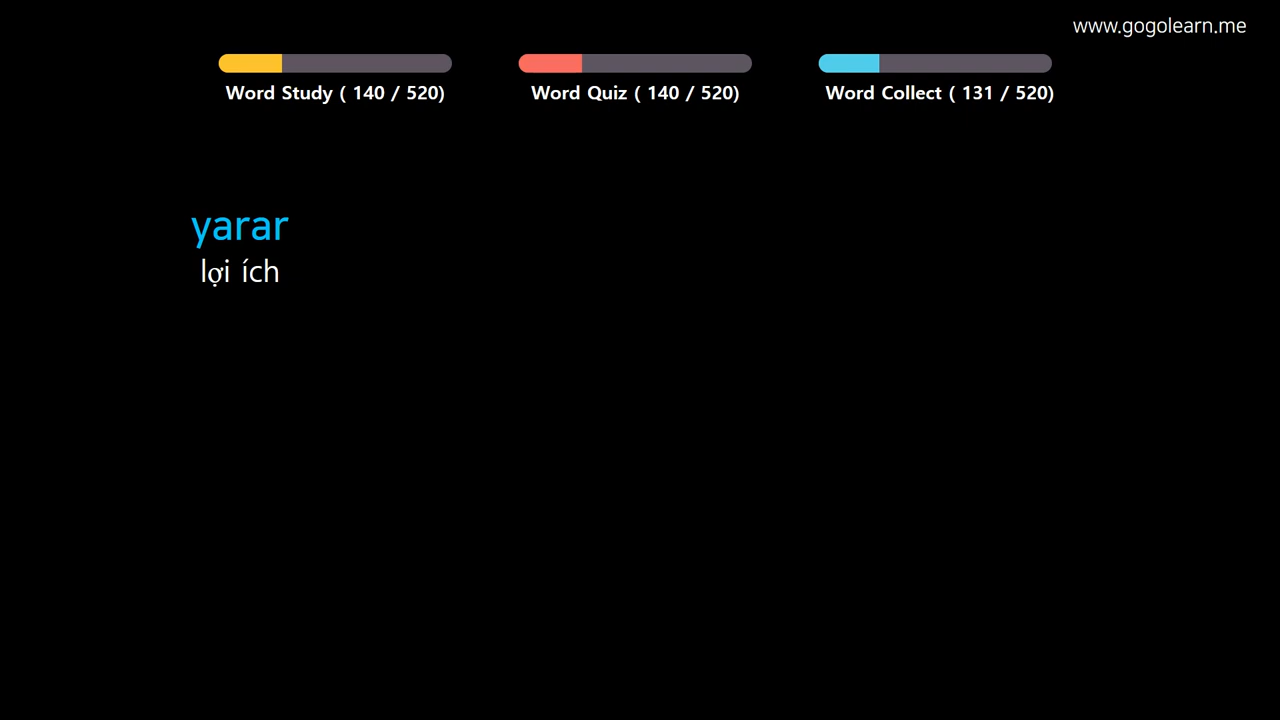 www.gogolearn.me
Word Study ( 140 / 520)
Word Quiz ( 140 / 520)
Word Collect ( 131 / 520)
yarar
lợi ích